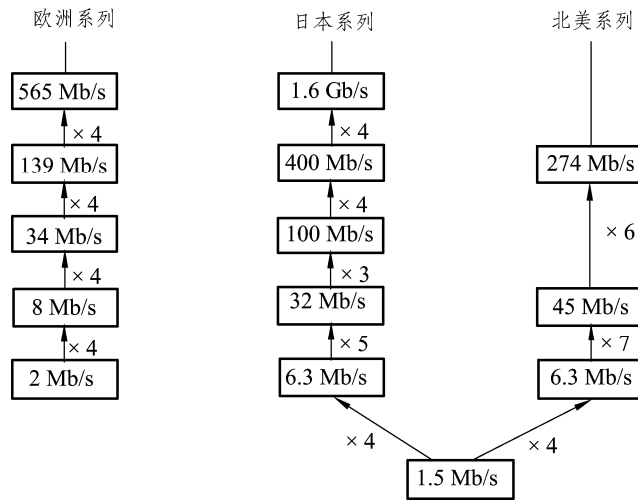 欧洲系列
日本系列
北美系列
565 Mb/s
1.6 Gb/s
× 4
× 4
139 Mb/s
400 Mb/s
274 Mb/s
× 4
× 4
34 Mb/s
100 Mb/s
× 6
× 4
× 3
8 Mb/s
32 Mb/s
45 Mb/s
× 4
× 5
× 7
2 Mb/s
6.3 Mb/s
6.3 Mb/s
× 4
× 4
1.5 Mb/s